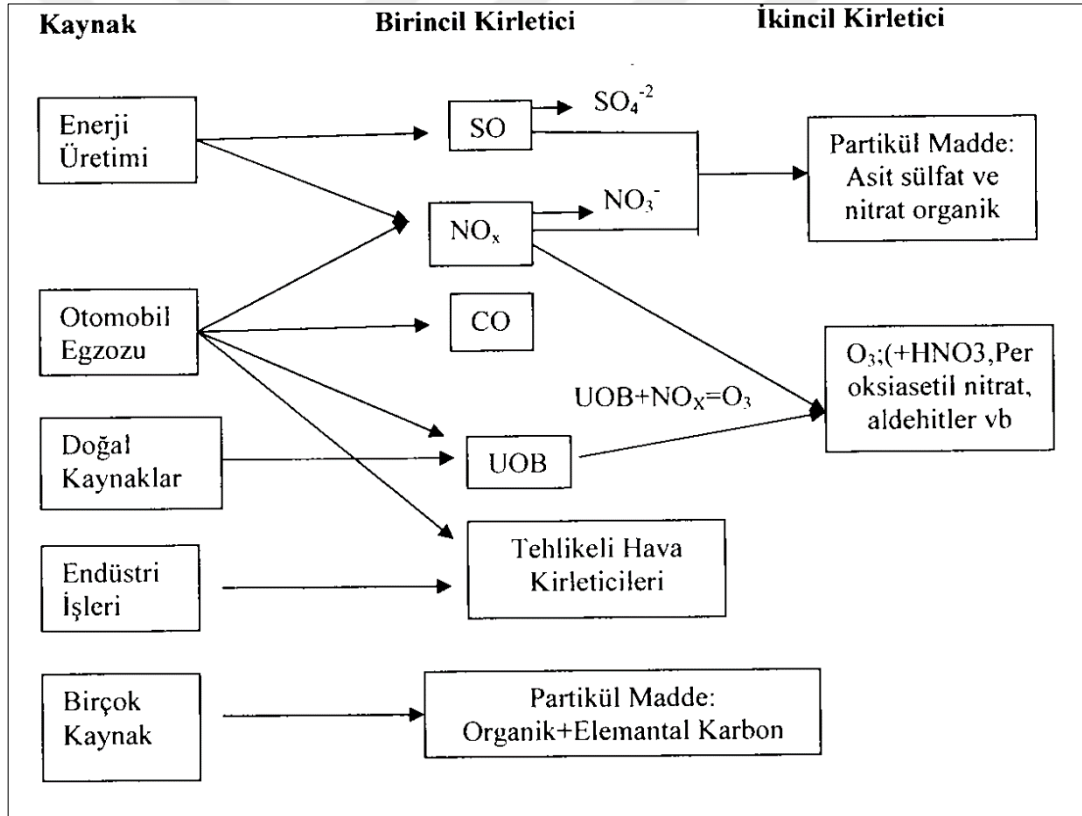 Kaynak
Birincil Kirletici
İkincil Kirletici
Enerji
Üretimi
SO
SO₄⁻²
Partikül Madde:
Asit sülfat ve
nitrat organik
NOₓ
NO₃⁻
Otomobil
Egzozu
CO
O₃;(+HNO3,Per
oksiasetil nitrat,
aldehitler vb
UOB+NOX=O₃
Doğal
Kaynaklar
UOB
Endüstri
İşleri
Tehlikeli Hava
Kirleticileri
Birçok
Kaynak
Partikül Madde:
Organik+Elemantal Karbon